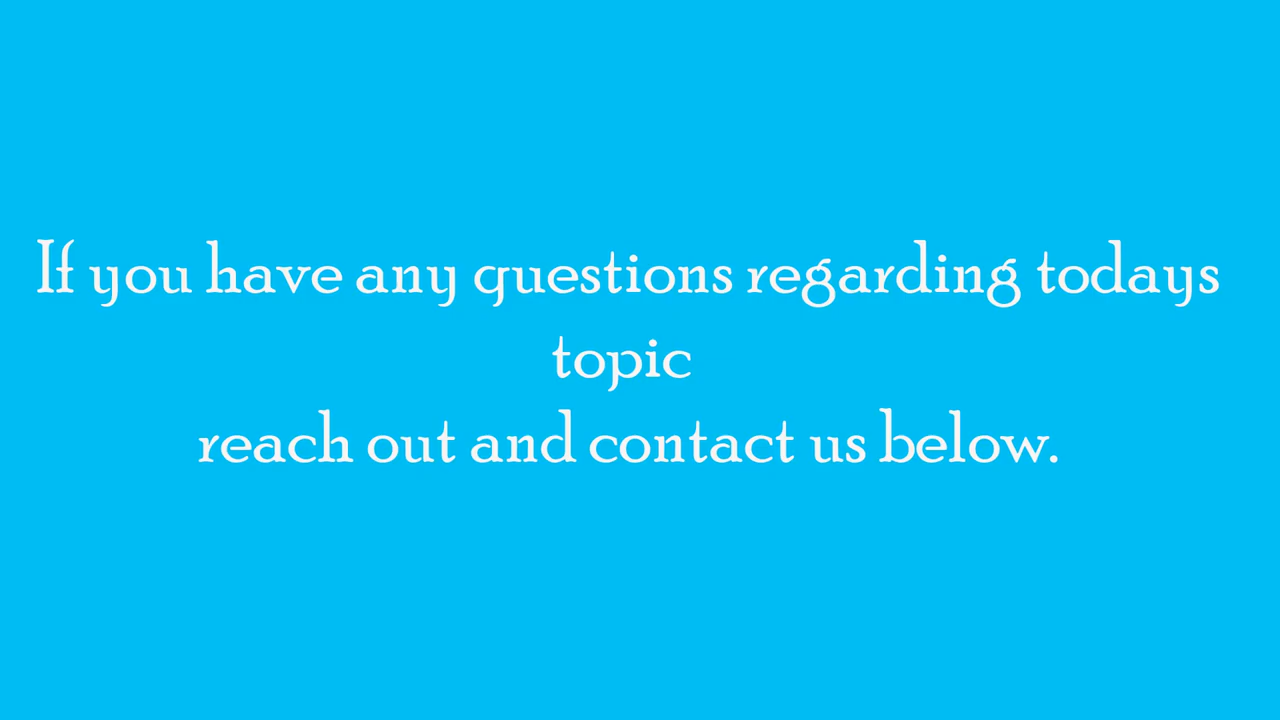 If you have any questions regarding todays
topic
reach out and contact us below.